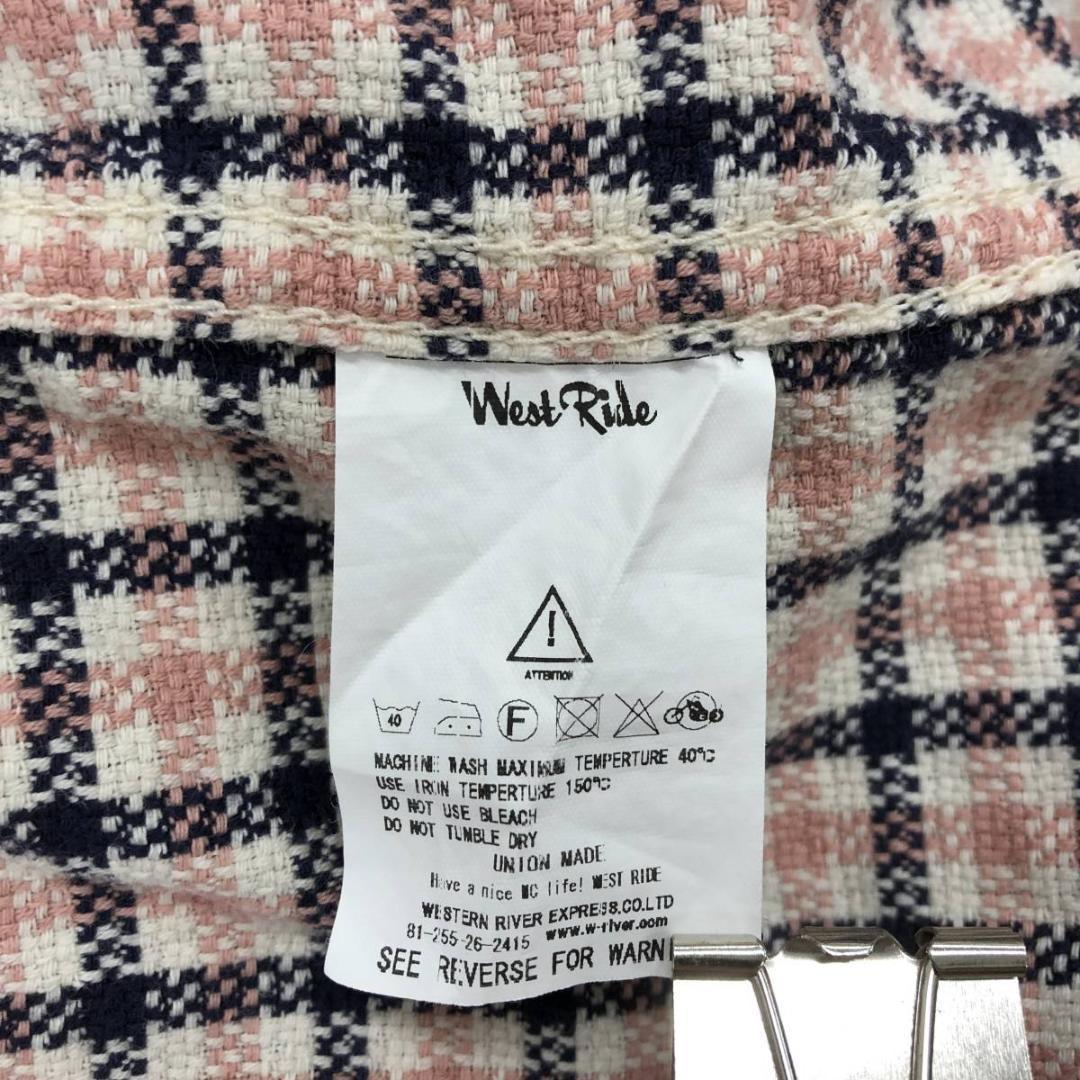 West Ride
!
ATTENTION
40 F
MACHINE WASH MAXIMUM TEMPERTURE 40℃
USE IRON TEMPERTURE 150℃
DO NOT USE BLEACH
DO NOT TUMBLE DRY
UNION MADE
Have a nice MC life! WEST RIDE
WESTERN RIVER EXPRESS.CO.LTD
81-255-26-2415 www.w-river.com
SEE REVERSE FOR WARNI